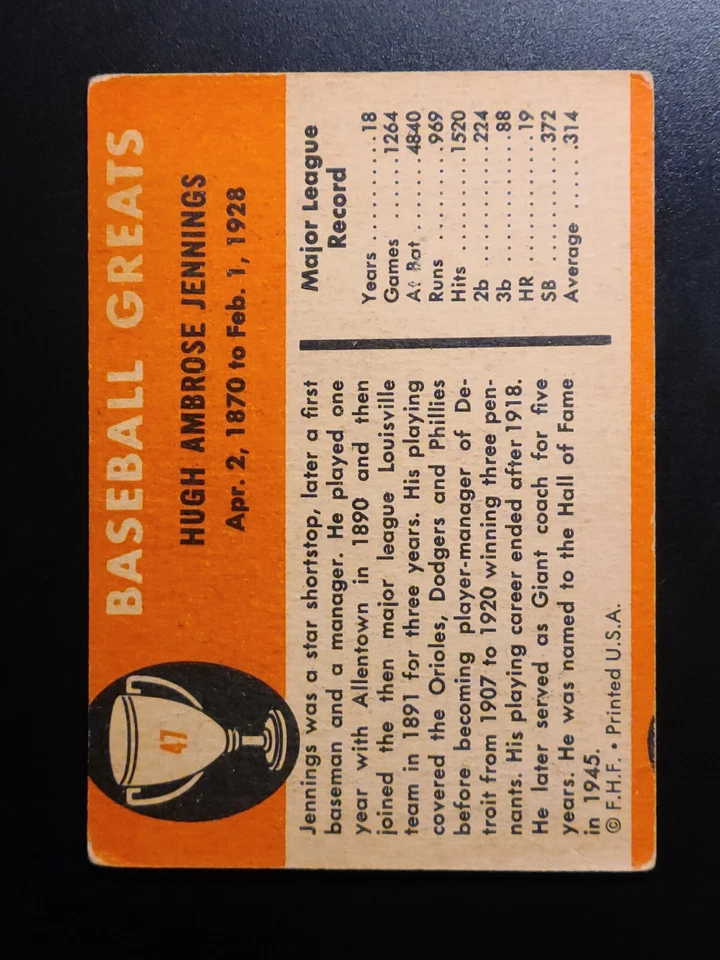 47
BASEBALL GREATS
HUGH AMBROSE JENNINGS
Apr. 2, 1870 to Feb. 1, 1928
Jennings was a star shortstop, later a first
baseman and a manager. He played one
year with Allentown in 1890 and then
joined the then major league Louisville
team in 1891 for three years. His playing
covered the Orioles, Dodgers and Phillies
before becoming player-manager of De-
troit from 1907 to 1920 winning three pen-
nants. His playing career ended after 1918.
He later served as Giant coach for five
years. He was named to the Hall of Fame
in 1945.
© F.H.F. • Printed U.S.A.
Major League
Record
Years ............ 18
Games ...... 1264
At Bat ....... 4840
Runs ......... 969
Hits ........... 1520
2b ............. 224
3b ............... 88
HR .............. 19
SB ............. 372
Average ..... .314